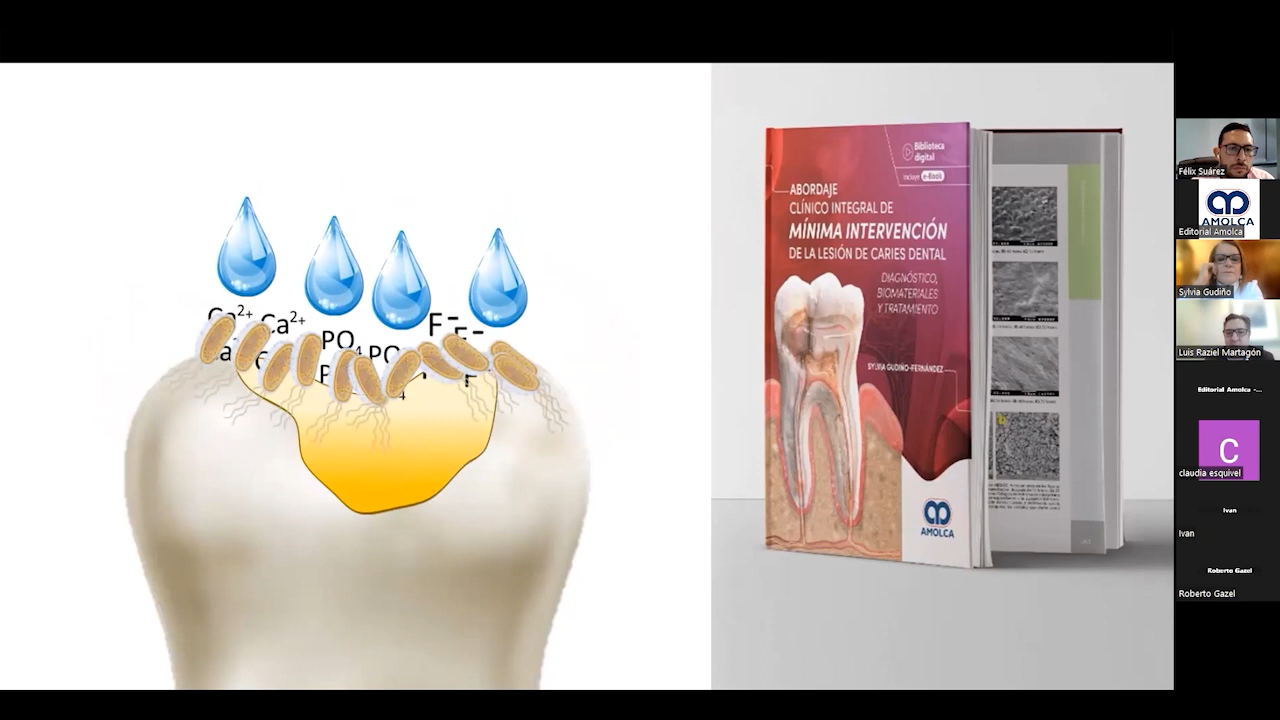 Ca²⁺ Ca²⁺
F⁻
F⁻
PO₄ PO
Biblioteca
digital
incluye e-Book
ABORDAJE
CLÍNICO INTEGRAL DE
MÍNIMA INTERVENCIÓN
DE LA LESIÓN DE CARIES DENTAL
DIAGNÓSTICO,
BIOMATERIALES
Y TRATAMIENTO
SYLVIA GUDIÑO-FERNÁNDEZ
AMOLCA
Félix Suárez
AMOLCA
Editorial Amolca
Sylvia Gudiño
Luis Raziel Martagón
Editorial Amolca -...
C
claudia esquivel
Ivan
Ivan
Roberto Gazel
Roberto Gazel